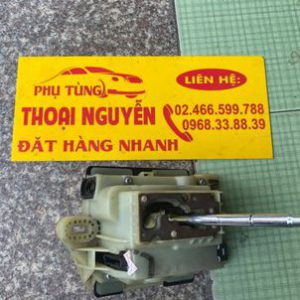 PHỤ TÙNG
THOẠI NGUYỄN
ĐẶT HÀNG NHANH
LIÊN HỆ:
02.466.599.788
0968.33.88.39